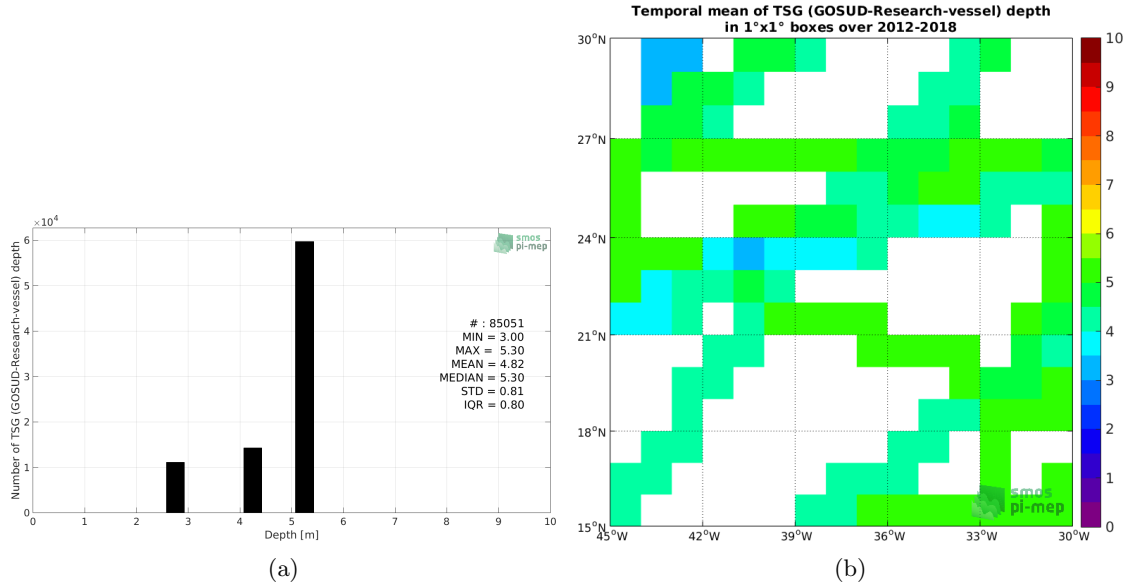 ×10⁴
6
5
4
3
2
1
0
Number of TSG (GOSUD-Research-vessel) depth
0 1 2 3 4 5 6 7 8 9 10
Depth [m]
smos
pi-mep
# : 85051
MIN = 3.00
MAX = 5.30
MEAN = 4.82
MEDIAN = 5.30
STD = 0.81
IQR = 0.80
(a)
Temporal mean of TSG (GOSUD-Research-vessel) depth
in 1°x1° boxes over 2012-2018
30°N
27°N
24°N
21°N
18°N
15°N
45°W 42°W 39°W 36°W 33°W 30°W
smos
pi-mep
10
9
8
7
6
5
4
3
2
1
0
(b)